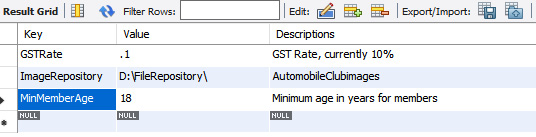 Result Grid Filter Rows: Edit: Export/Import:
Key Value Descriptions
GSTRate .1 GST Rate, currently 10%
ImageRepository D:\FileRepository\ AutomobileClubimages
MinMemberAge 18 Minimum age in years for members
NULL NULL NULL